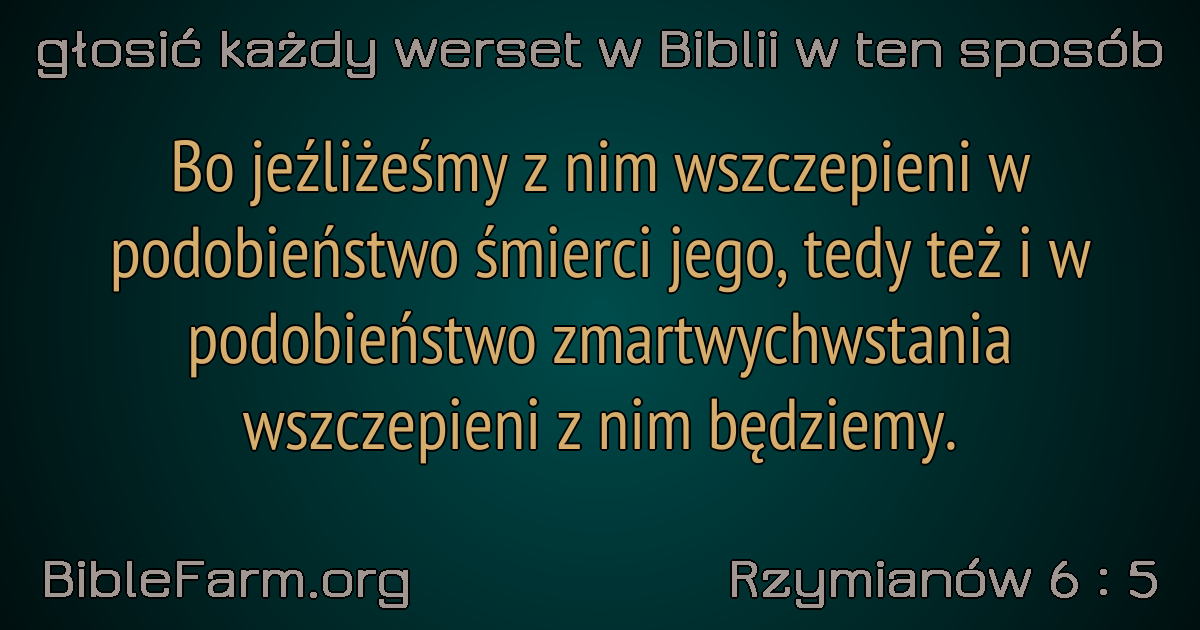 głosić każdy werset w Biblii w ten sposób
Bo jeźliżeśmy z nim wszczepieni w
podobieństwo śmierci jego, tedy też i w
podobieństwo zmartwychwstania
wszczepieni z nim będziemy.
BibleFarm.org
Rzymianów 6 : 5